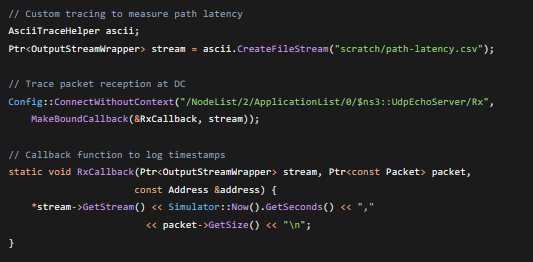 // Custom tracing to measure path latency
AsciiTraceHelper ascii;
Ptr<OutputStreamWrapper> stream = ascii.CreateFileStream("scratch/path-latency.csv");

// Trace packet reception at DC
Config::ConnectWithoutContext("/NodeList/2/ApplicationList/0/$ns3::UdpEchoServer/Rx",
    MakeBoundCallback(&RxCallback, stream));

// Callback function to log timestamps
static void RxCallback(Ptr<OutputStreamWrapper> stream, Ptr<const Packet> packet,
                      const Address &address) {
    *stream->GetStream() << Simulator::Now().GetSeconds() << ","
                        << packet->GetSize() << "\n";
}